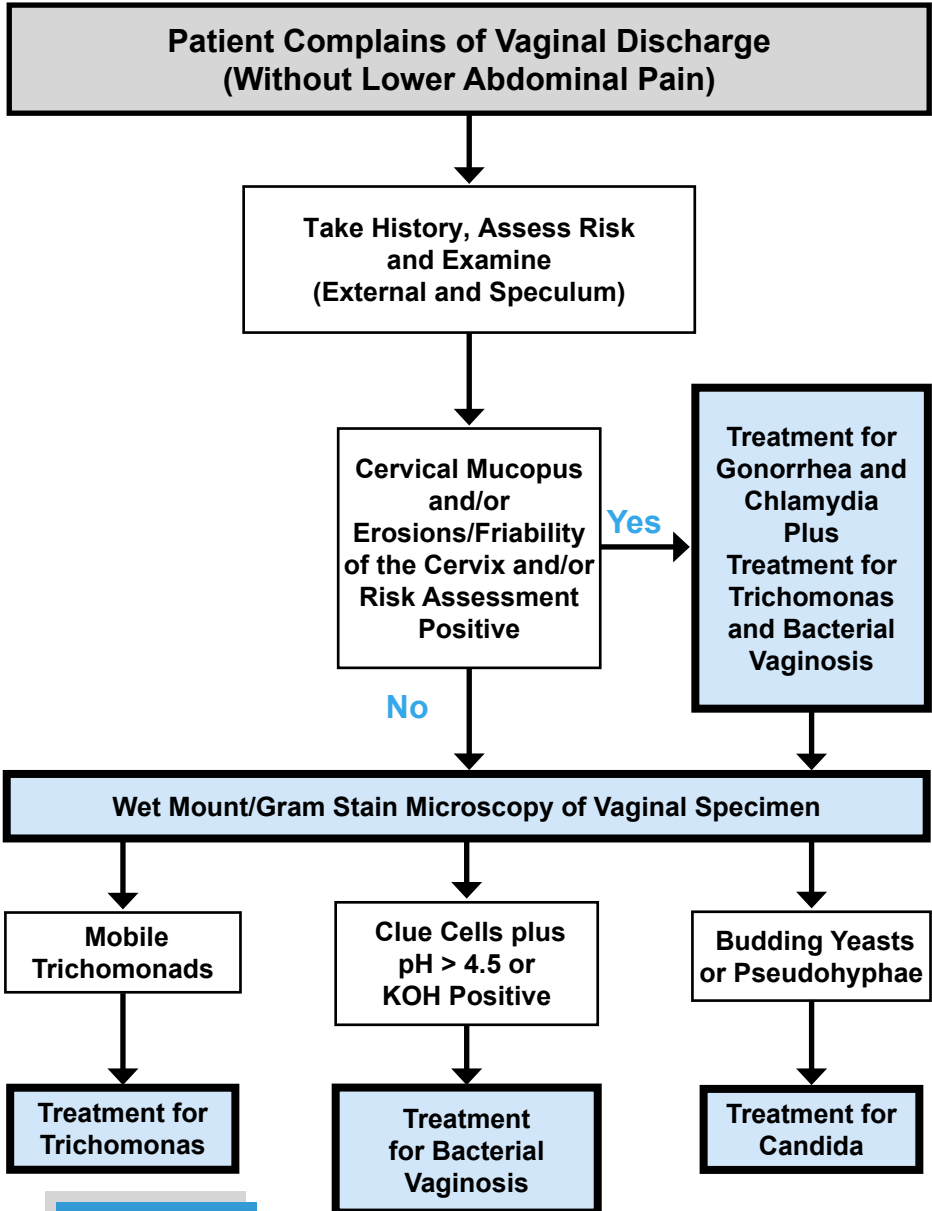 Patient Complains of Vaginal Discharge
(Without Lower Abdominal Pain)
Take History, Assess Risk
and Examine
(External and Speculum)
Cervical Mucopus
and/or
Erosions/Friability
of the Cervix and/or
Risk Assessment
Positive
Yes
Treatment for
Gonorrhea and
Chlamydia
Plus
Treatment for
Trichomonas
and Bacterial
Vaginosis
No
Wet Mount/Gram Stain Microscopy of Vaginal Specimen
Mobile
Trichomonads
Clue Cells plus
pH > 4.5 or
KOH Positive
Budding Yeasts
or Pseudohyphae
Treatment for
Trichomonas
Treatment
for Bacterial
Vaginosis
Treatment for
Candida